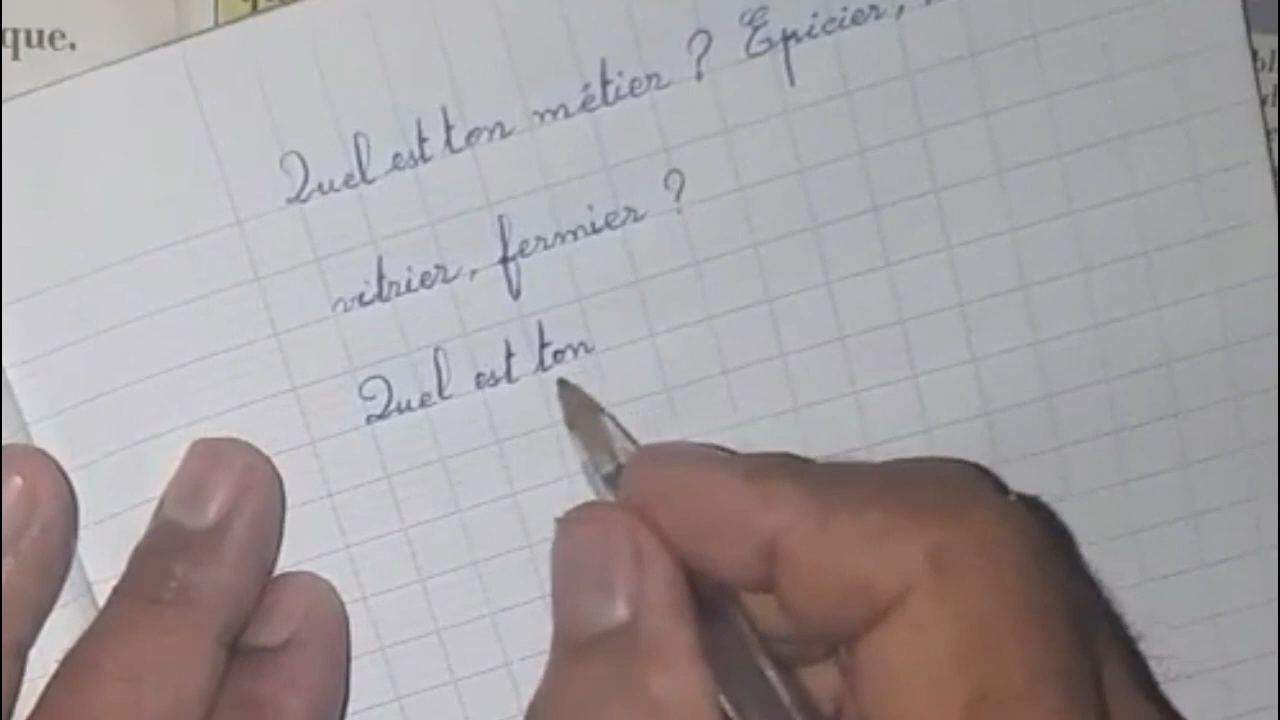 que.
Quel est ton métier ? Epicier,
vitrier, fermier ?
Quel est ton